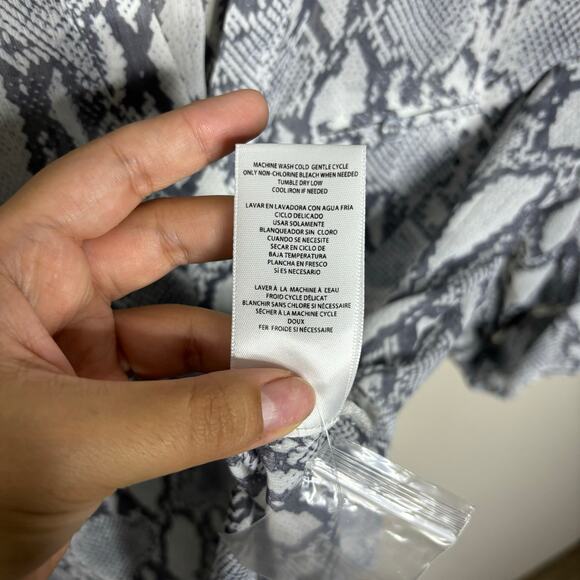 MACHINE WASH COLD GENTLE CYCLE
ONLY NON-CHLORINE BLEACH WHEN NEEDED
TUMBLE DRY LOW
COOL IRON IF NEEDED
LAVAR EN LAVADORA CON AGUA FRÍA
CICLO DELICADO
USAR SOLAMENTE
BLANQUEADOR SIN CLORO
CUANDO SE NECESITE
SECAR EN CICLO DE
BAJA TEMPERATURA
PLANCHA EN FRESCO
SÍ ES NECESARIO
LAVER À LA MACHINE À L'EAU
FROID CYCLE DÉLICAT
BLANCHIR SANS CHLORE SI NÉCESSAIRE
SÉCHER À LA MACHINE CYCLE
DOUX
FER FROIDE SI NÉCESSAIRE